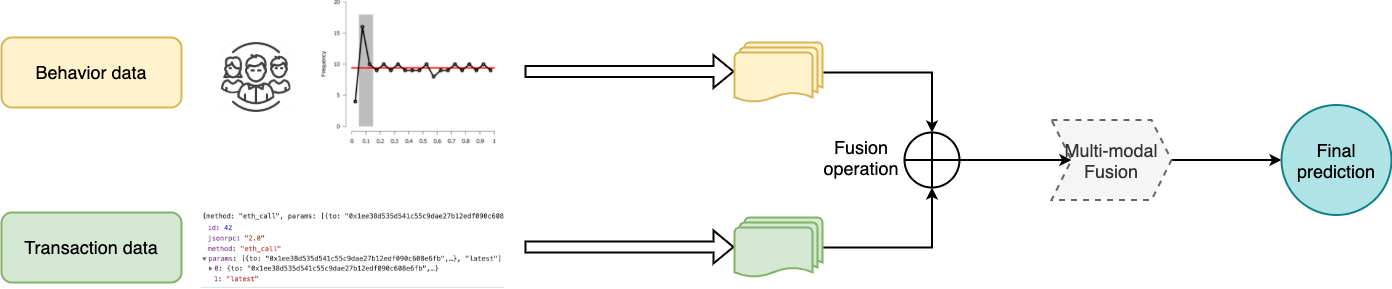 Behavior data
20
15
10
5
0
Frequency
0 0.1 0.2 0.3 0.4 0.5 0.6 0.7 0.8 0.9 1
Fusion
operation
Multi-modal
Fusion
Final
prediction
Transaction data
{method: "eth_call", params: [{to: "0x1ee38d535d541c55c9dae27b12edf090c608
id: 42
jsonrpc: "2.0"
method: "eth_call"
params: [{to: "0x1ee38d535d541c55c9dae27b12edf090c608e6fb",…}, "latest"]
0: {to: "0x1ee38d535d541c55c9dae27b12edf090c608e6fb",…}
1: "latest"